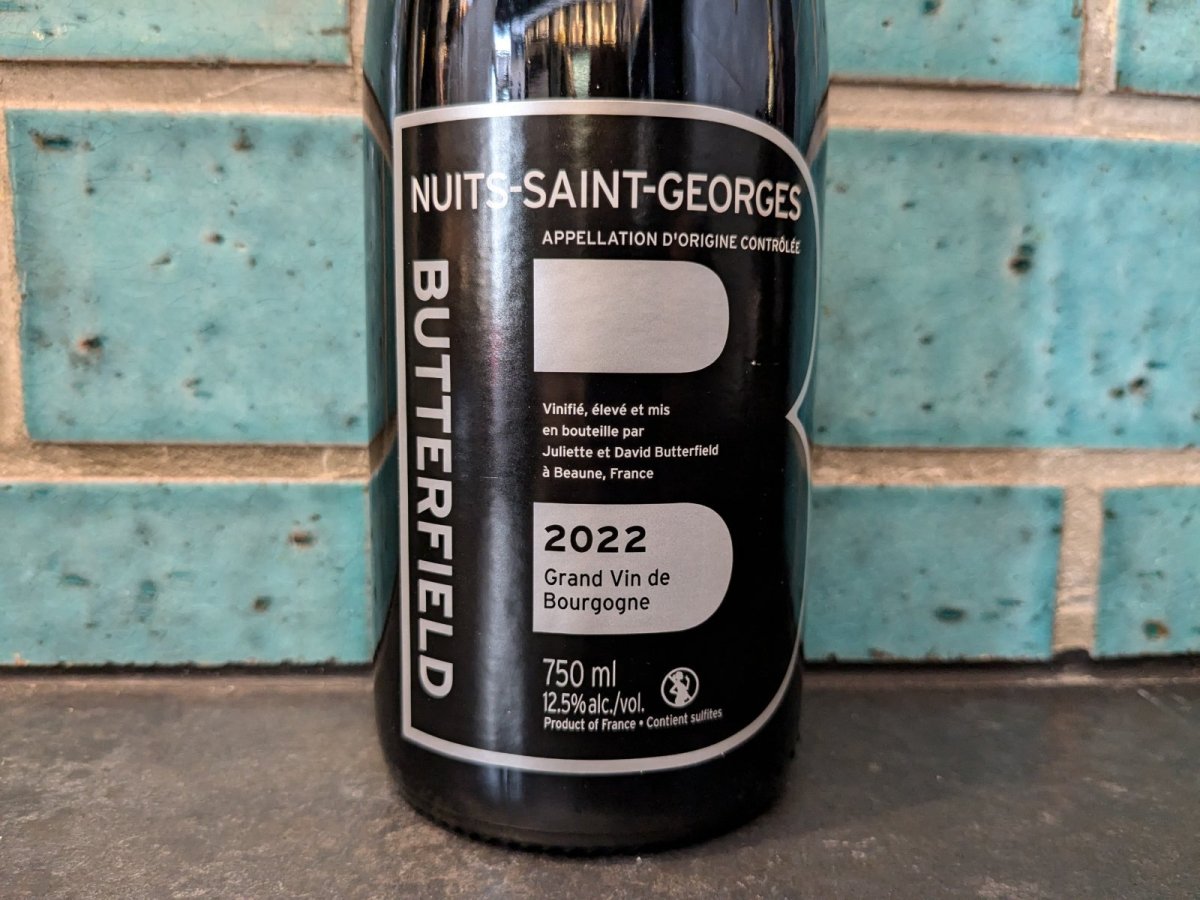 NUITS-SAINT-GEORGES
APPELLATION D'ORIGINE CONTRÔLÉE
BUTTERFIELD
Vinifié, élevé et mis
en bouteille par
Juliette et David Butterfield
à Beaune, France
2022
Grand Vin de
Bourgogne
750 ml
12.5% alc./vol.
Product of France • Contient sulfites